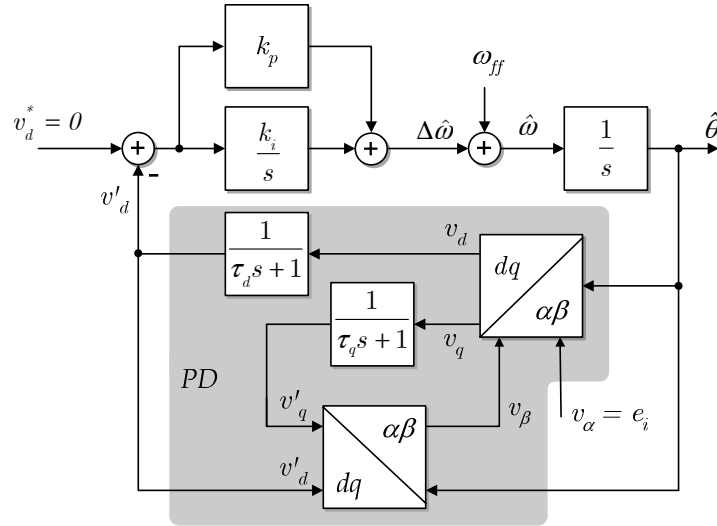 k_p
ω_ff
v_d^* = 0
+
k_i / s
+
Δω̂
+
ω̂
1 / s
θ̂
-
v'_d
1 / (τ_d s + 1)
v_d
dq
αβ
1 / (τ_q s + 1)
v_q
PD
v'_q
αβ
v_β
v_α = e_i
v'_d
dq